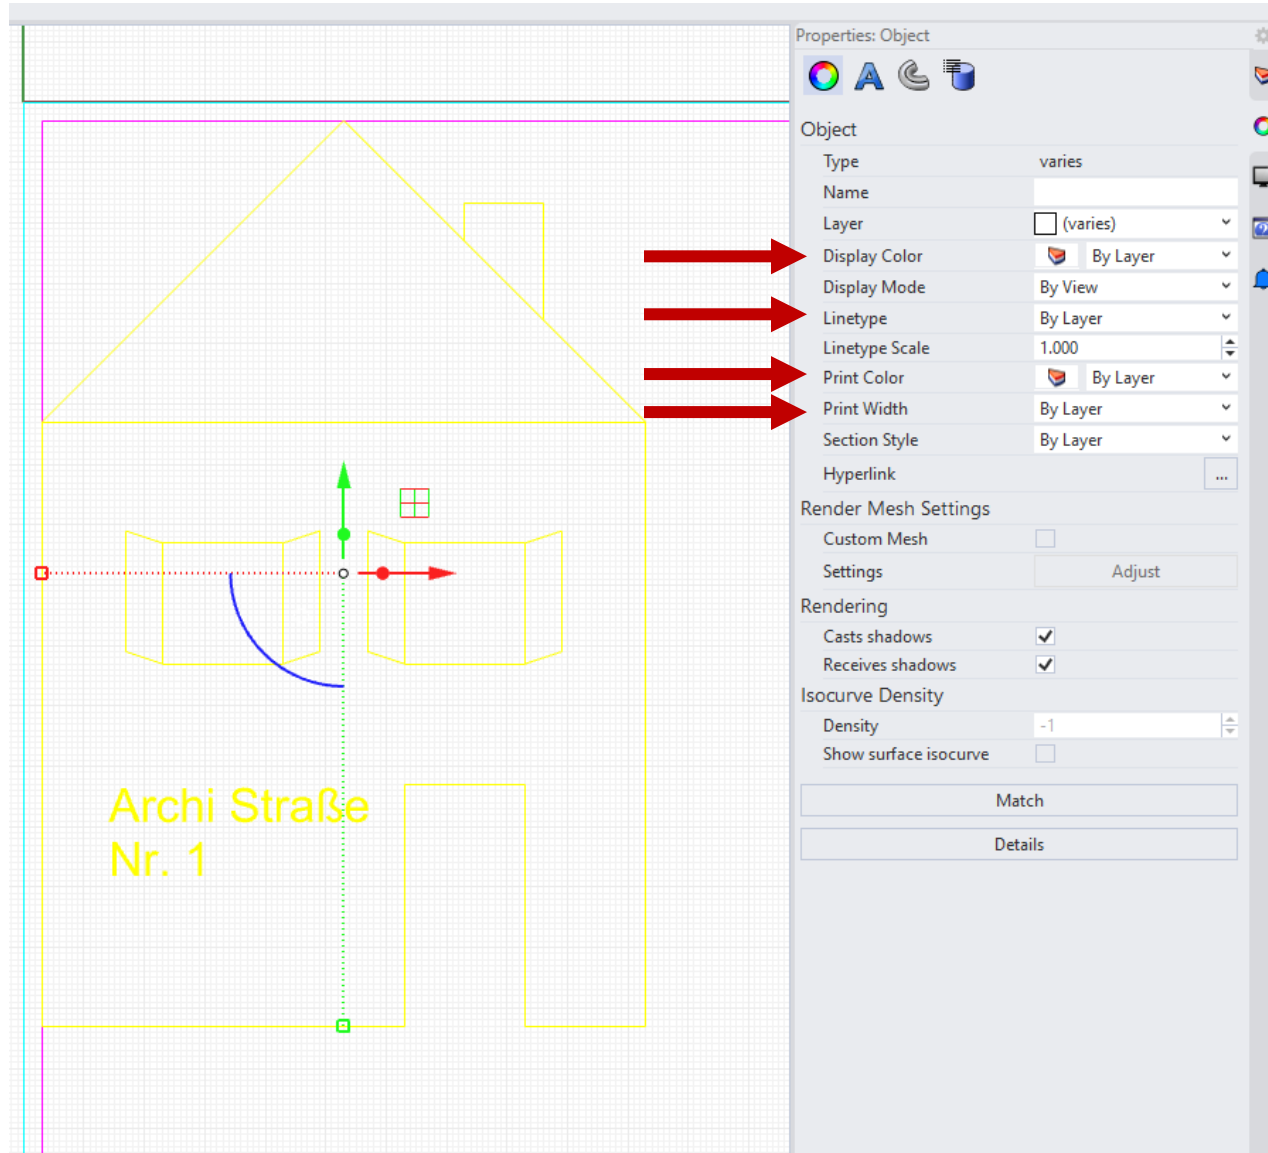 Properties: Object
Object
Type varies
Name
Layer (varies)
Display Color By Layer
Display Mode By View
Linetype By Layer
Linetype Scale 1.000
Print Color By Layer
Print Width By Layer
Section Style By Layer
Hyperlink ...
Render Mesh Settings
Custom Mesh
Settings Adjust
Rendering
Casts shadows
Receives shadows
Isocurve Density
Density -1
Show surface isocurve
Match
Details
Archi Straße
Nr. 1